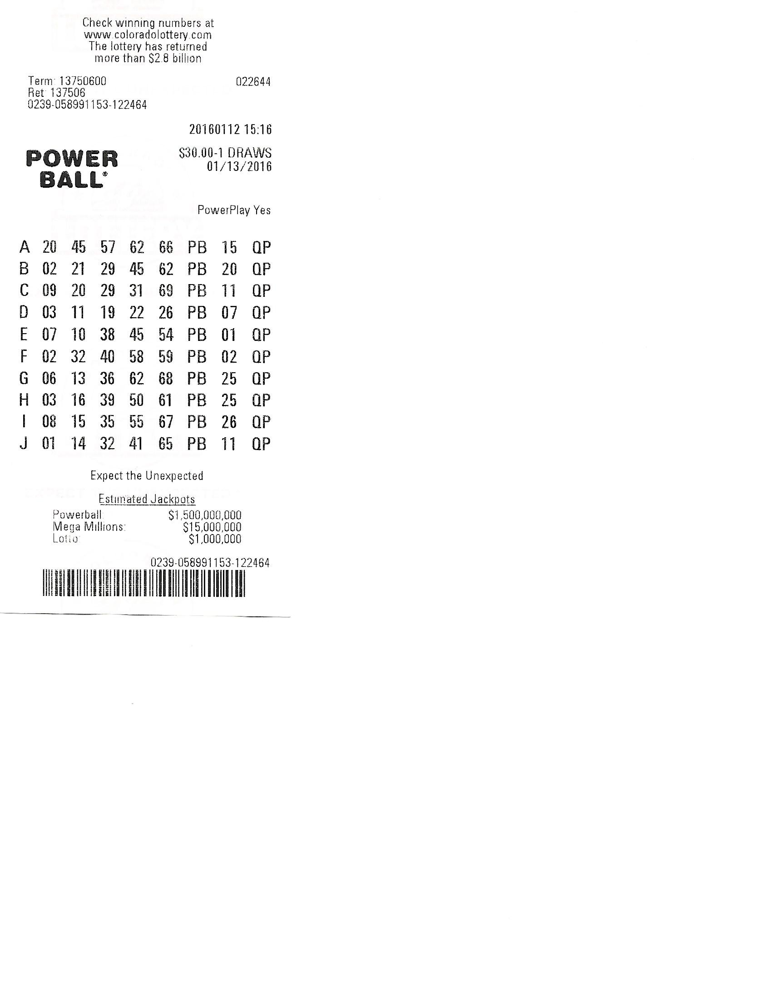 Check winning numbers at
www.coloradolottery.com
The lottery has returned
more than $2.8 billion
Term: 13750600 022644
Ret: 137506
0239-058991153-122464
20160112 15:16
POWER
BALL®
$30.00-1 DRAWS
01/13/2016
PowerPlay Yes
A 20 45 57 62 66 PB 15 QP
B 02 21 29 45 62 PB 20 QP
C 09 20 29 31 69 PB 11 QP
D 03 11 19 22 26 PB 07 QP
E 07 10 38 45 54 PB 01 QP
F 02 32 40 58 59 PB 02 QP
G 06 13 36 62 68 PB 25 QP
H 03 16 39 50 61 PB 25 QP
I 08 15 35 55 67 PB 26 QP
J 01 14 32 41 65 PB 11 QP
Expect the Unexpected
Estimated Jackpots
Powerball: $1,500,000,000
Mega Millions: $15,000,000
Lotto: $1,000,000
0239-058991153-122464